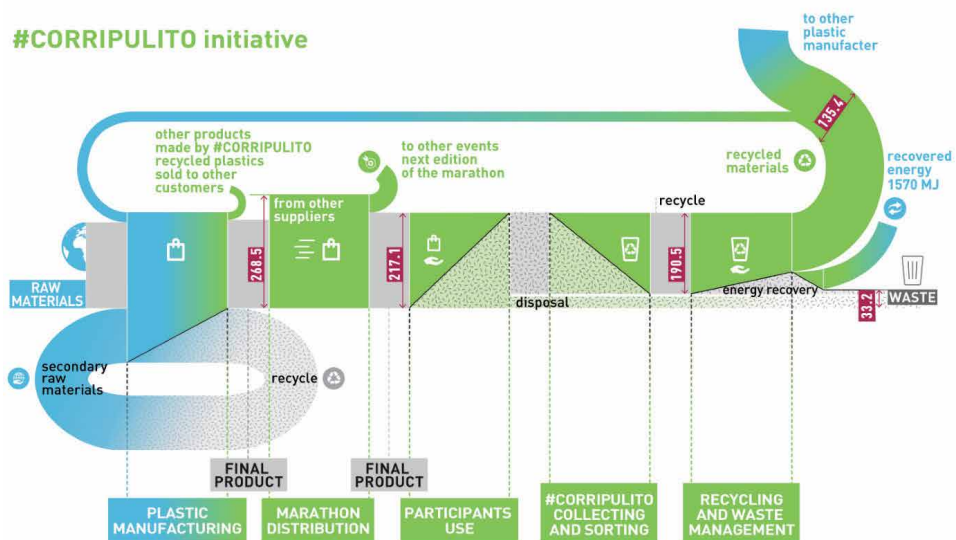 #CORRIPULITO initiative
to other
plastic
manufacter
other products
made by #CORRIPULITO
recycled plastics
sold to other
customers
to other events
next edition
of the marathon
135.4
recycled
materials
recovered
energy
1570 MJ
from other
suppliers
recycle
268.5
217.1
190.5
RAW
MATERIALS
disposal
energy recovery
33.2
WASTE
secondary
raw
materials
recycle
FINAL
PRODUCT
FINAL
PRODUCT
PLASTIC
MANUFACTURING
MARATHON
DISTRIBUTION
PARTICIPANTS
USE
#CORRIPULITO
COLLECTING
AND SORTING
RECYCLING
AND WASTE
MANAGEMENT